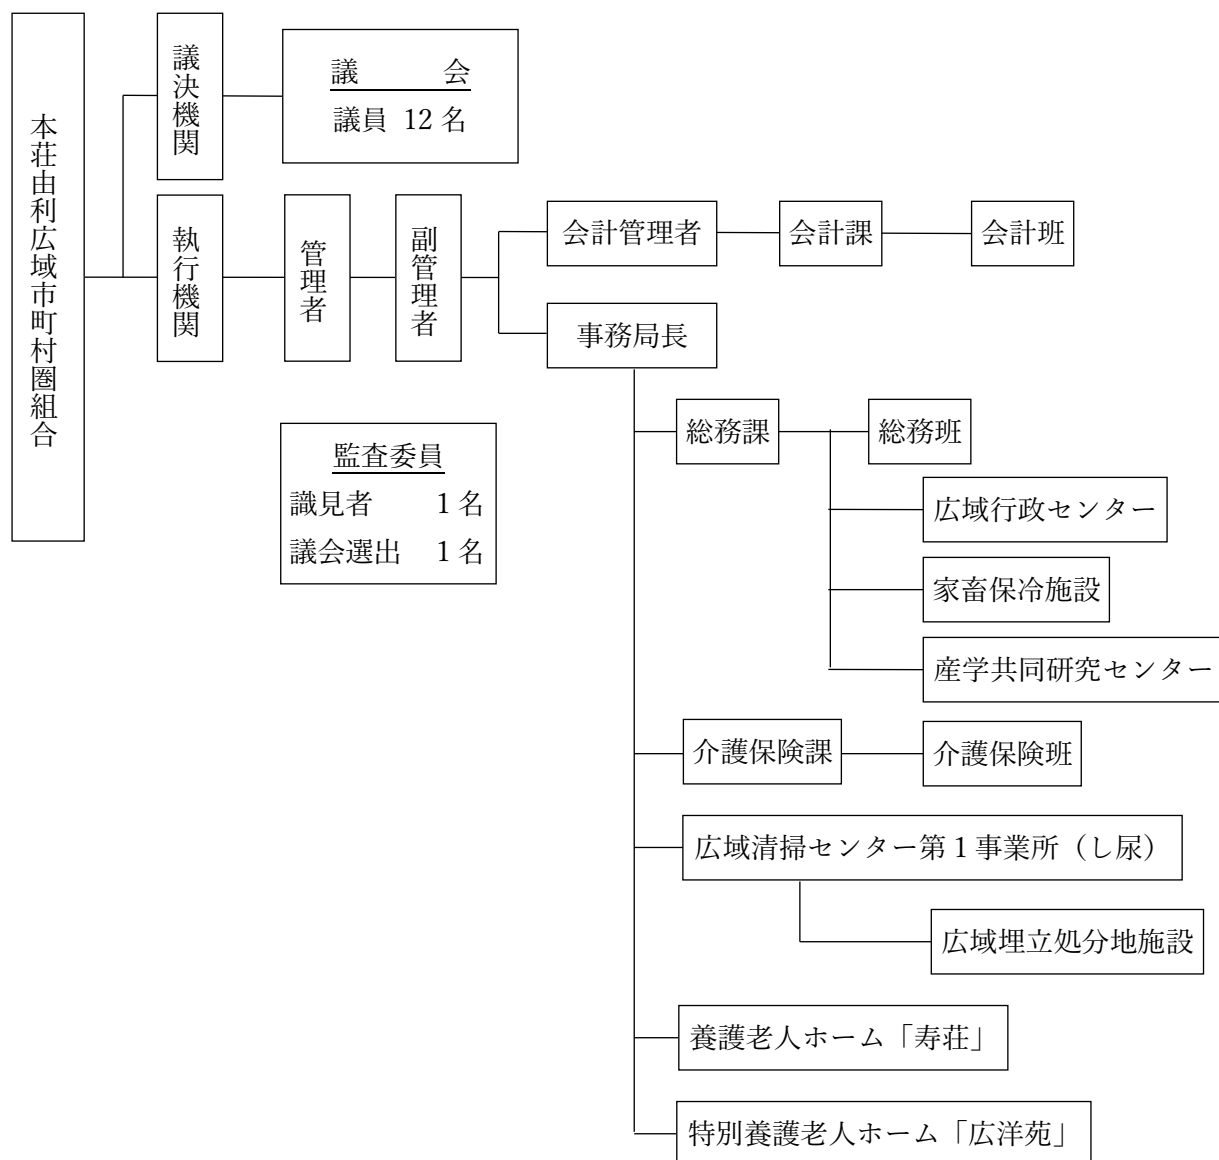 本荘由利広域市町村圏組合
議決機関
議　　会
議員 12 名
執行機関
管理者
副管理者
会計管理者
会計課
会計班
事務局長
総務課
総務班
広域行政センター
家畜保冷施設
産学共同研究センター
監査委員
識見者　　1 名
議会選出　1 名
介護保険課
介護保険班
広域清掃センター第１事業所（し尿）
広域埋立処分地施設
養護老人ホーム「寿荘」
特別養護老人ホーム「広洋苑」